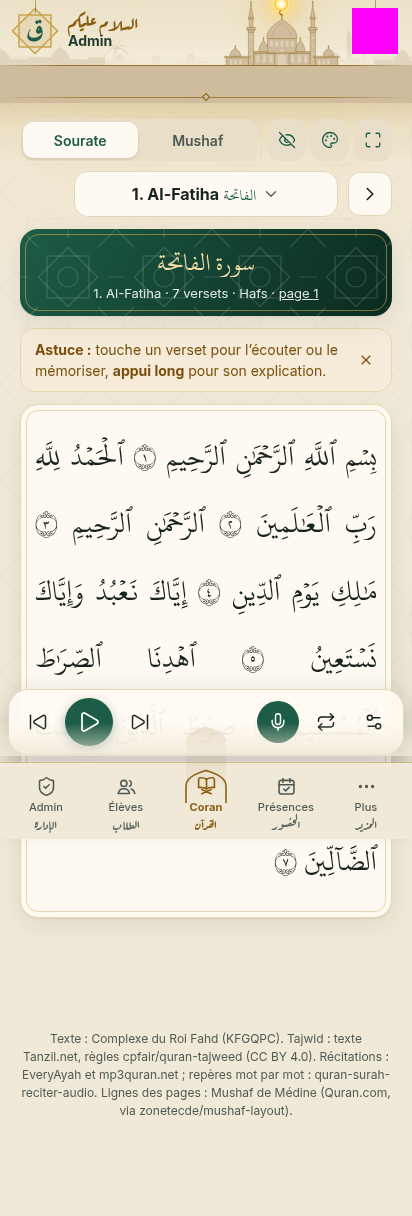 السلام عليكم
Admin
ق
Sourate
Mushaf
1. Al-Fatiha الفاتحة
سورة الفاتحة
1. Al-Fatiha · 7 versets · Hafs · page 1
Astuce : touche un verset pour l’écouter ou le
mémoriser, appui long pour son explication.
بِسْمِ ٱللَّهِ ٱلرَّحْمَٰنِ ٱلرَّحِيمِ ١ ٱلْحَمْدُ لِلَّهِ
رَبِّ ٱلْعَٰلَمِينَ ٢ ٱلرَّحْمَٰنِ ٱلرَّحِيمِ ٣
مَٰلِكِ يَوْمِ ٱلدِّينِ ٤ إِيَّاكَ نَعْبُدُ وَإِيَّاكَ
نَسْتَعِينُ ٥ ٱهْدِنَا ٱلصِّرَٰطَ
Admin
الإدارة
Élèves
الطلاب
Coran
القرآن
Présences
الحضور
Plus
المزيد
ٱلضَّآلِّينَ ٧
Texte : Complexe du Roi Fahd (KFGQPC). Tajwid : texte
Tanzil.net, règles cpfair/quran-tajweed (CC BY 4.0). Récitations :
EveryAyah et mp3quran.net ; repères mot par mot : quran-surah-
reciter-audio. Lignes des pages : Mushaf de Médine (Quran.com,
via zonetecde/mushaf-layout).